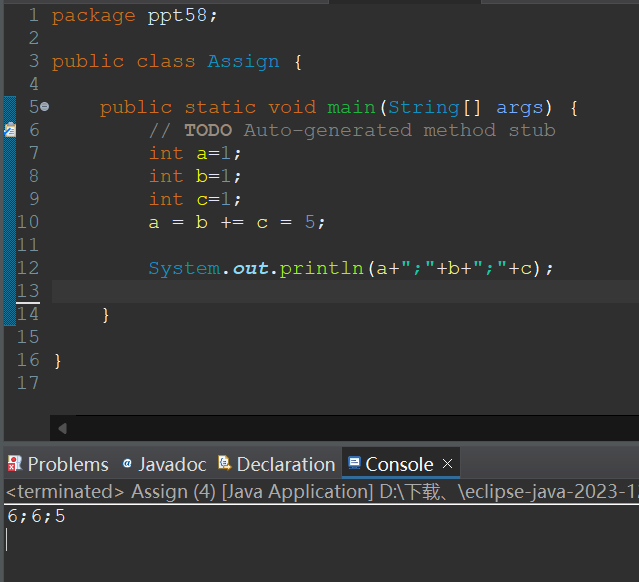 1 package ppt58;
2
3 public class Assign {
4
5 public static void main(String[] args) {
6 // TODO Auto-generated method stub
7 int a=1;
8 int b=1;
9 int c=1;
10 a = b += c = 5;
11
12 System.out.println(a+";"+b+";"+c);
13
14 }
15
16 }
17
Problems @ Javadoc Declaration Console
<terminated> Assign (4) [Java Application] D:\下载、\eclipse-java-2023-12
6;6;5